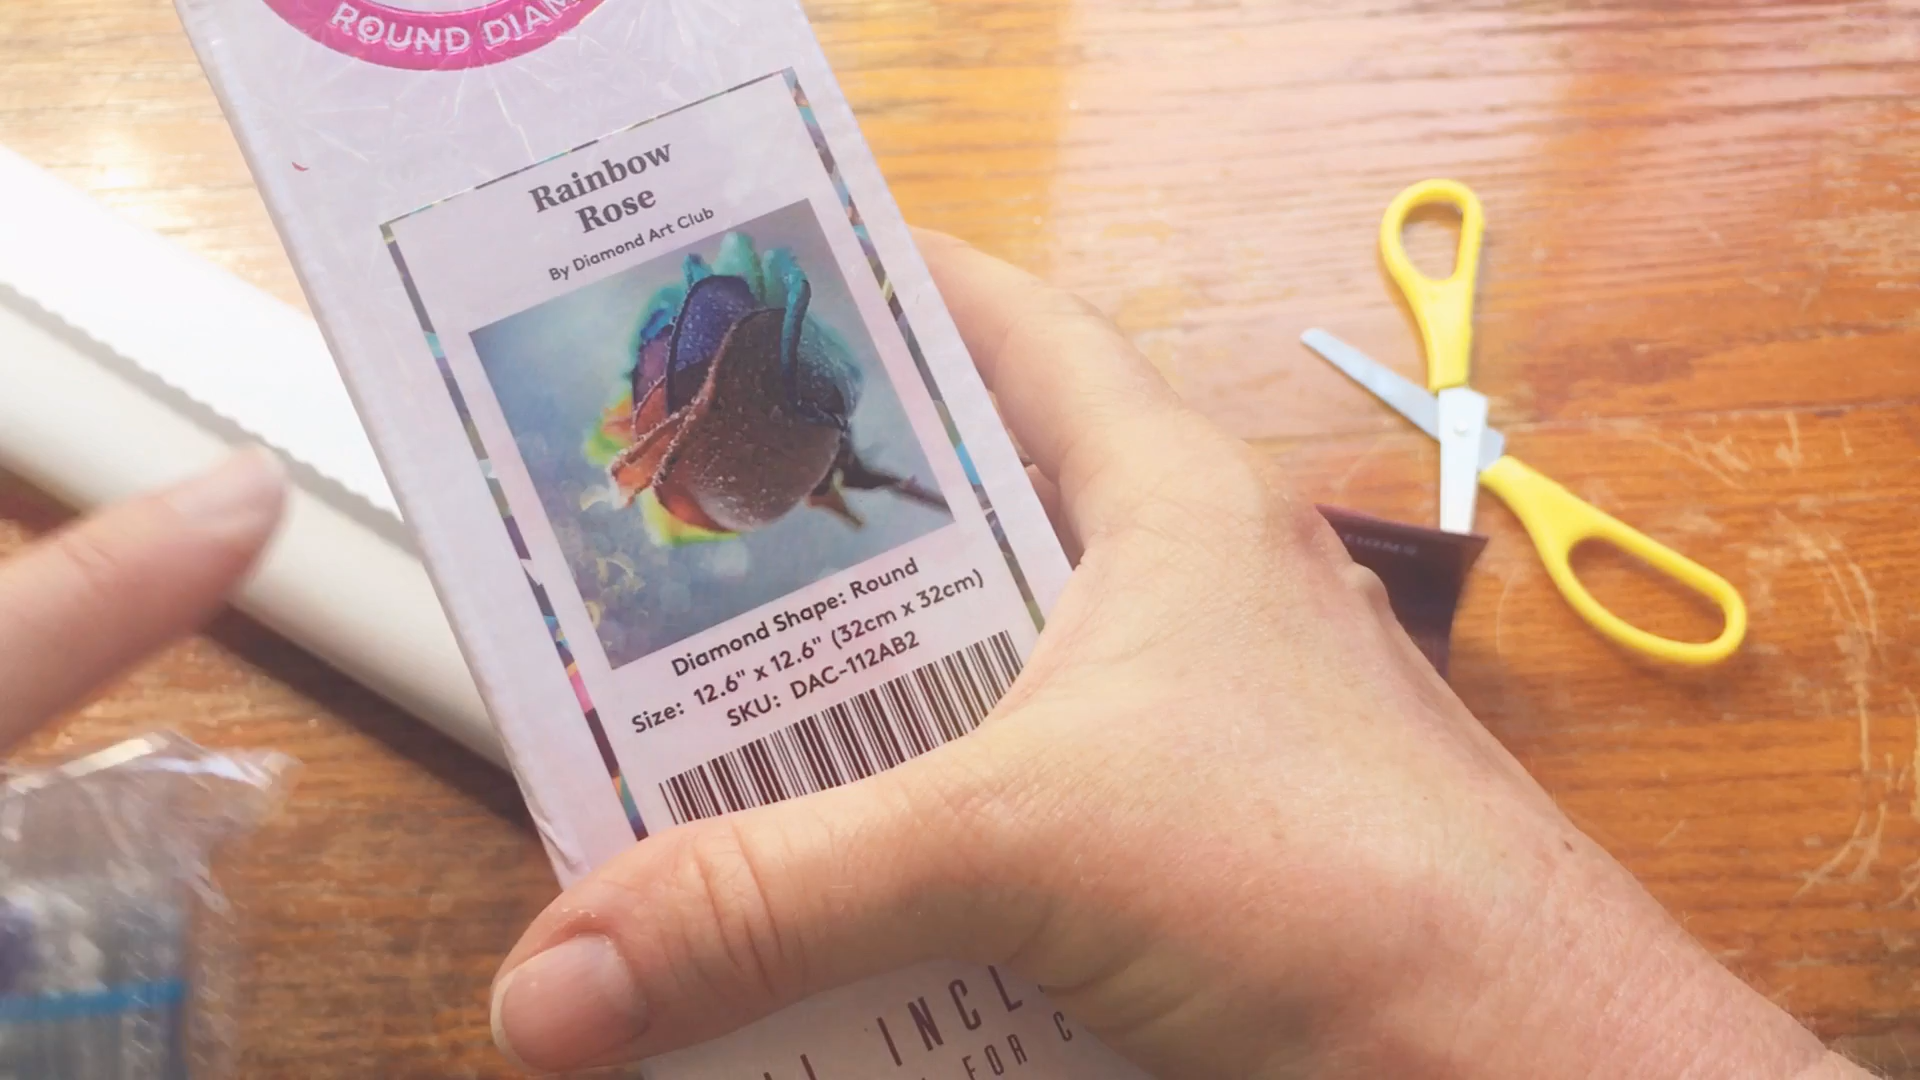 ROUND DIAM
Rainbow
Rose
By Diamond Art Club
Diamond Shape: Round
Size: 12.6" x 12.6" (32cm x 32cm)
SKU: DAC-112AB2
INCL
FOR C